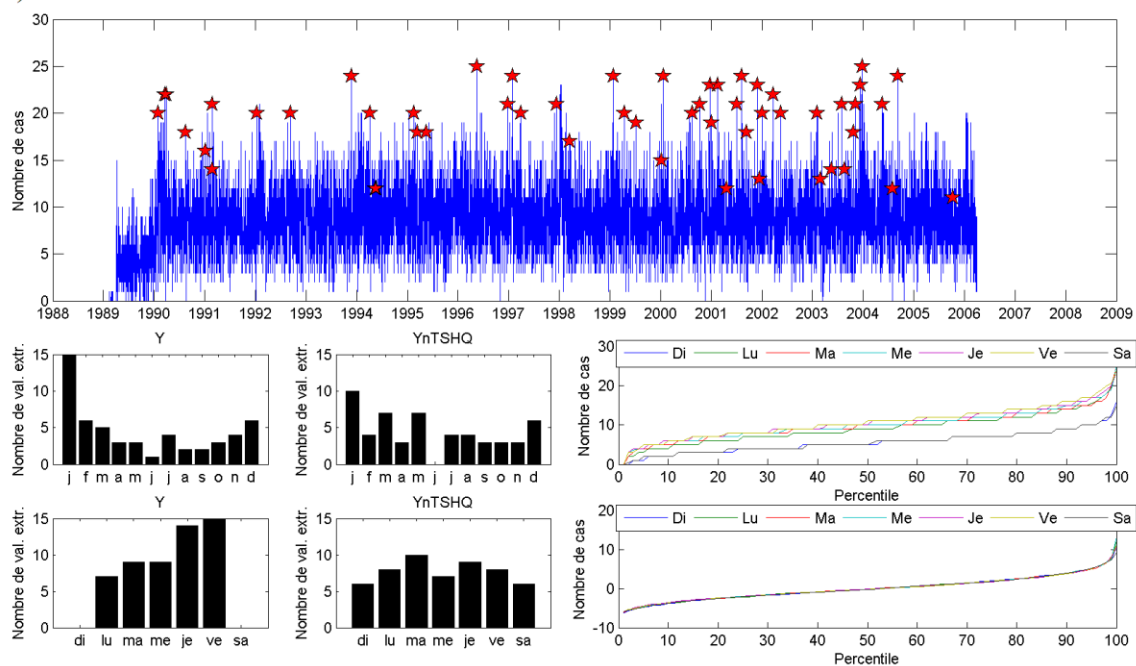 Nombre de cas
30
25
20
15
10
5
0
1988 1989 1990 1991 1992 1993 1994 1995 1996 1997 1998 1999 2000 2001 2002 2003 2004 2005 2006 2007 2008 2009
Y
Nombre de val. extr.
15
10
5
0
j f m a m j j a s o n d
YnTSHQ
Nombre de val. extr.
15
10
5
0
j f m a m j j a s o n d
Di Lu Ma Me Je Ve Sa
Nombre de cas
30
20
10
0
0 10 20 30 40 50 60 70 80 90 100
Percentile
Y
Nombre de val. extr.
15
10
5
0
di lu ma me je ve sa
YnTSHQ
Nombre de val. extr.
15
10
5
0
di lu ma me je ve sa
Di Lu Ma Me Je Ve Sa
Nombre de cas
20
10
0
-10
0 10 20 30 40 50 60 70 80 90 100
Percentile